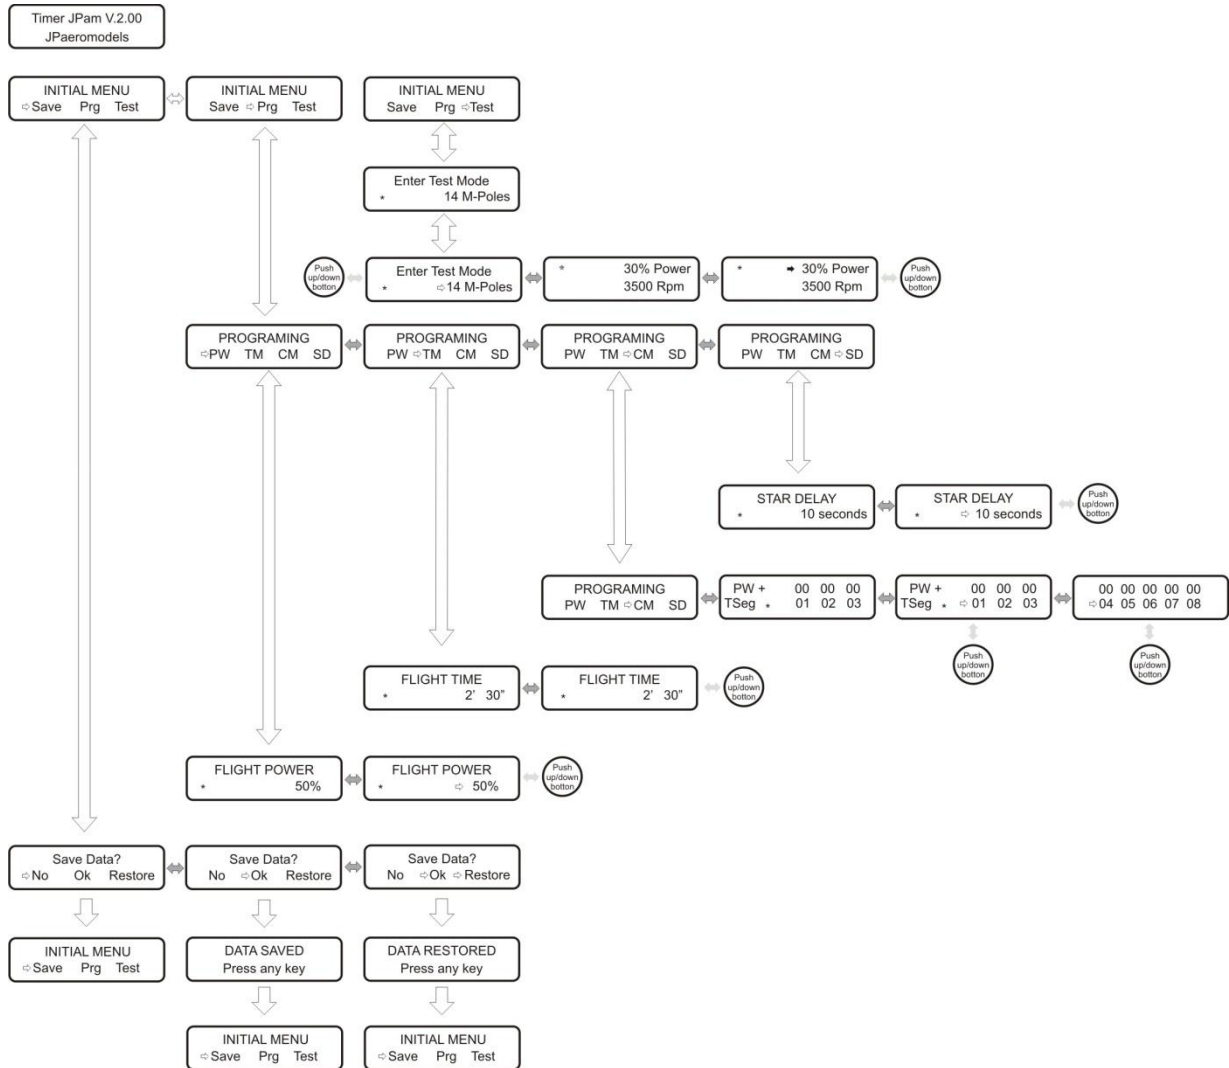 Timer JPam V.2.00
JPaeromodels
INITIAL MENU
⇨Save Prg Test
INITIAL MENU
Save ⇨Prg Test
INITIAL MENU
Save Prg ⇨Test
Enter Test Mode
* 14 M-Poles
Push
up/down
botton
Enter Test Mode
* ⇨14 M-Poles
* 30% Power
3500 Rpm
* ➡ 30% Power
3500 Rpm
Push
up/down
botton
PROGRAMING
⇨PW TM CM SD
PROGRAMING
PW ⇨TM CM SD
PROGRAMING
PW TM ⇨CM SD
PROGRAMING
PW TM CM ⇨SD
STAR DELAY
* 10 seconds
STAR DELAY
* ⇨ 10 seconds
Push
up/down
botton
PROGRAMING
PW TM ⇨CM SD
PW + 00 00 00
TSeg * 01 02 03
PW + 00 00 00
TSeg * ⇨01 02 03
00 00 00 00 00
⇨04 05 06 07 08
Push
up/down
botton
Push
up/down
botton
FLIGHT TIME
* 2' 30"
FLIGHT TIME
* 2' 30"
Push
up/down
botton
FLIGHT POWER
* 50%
FLIGHT POWER
* ⇨ 50%
Push
up/down
botton
Save Data?
⇨No Ok Restore
Save Data?
No ⇨Ok Restore
Save Data?
No ⇨Ok ⇨Restore
INITIAL MENU
⇨Save Prg Test
DATA SAVED
Press any key
DATA RESTORED
Press any key
INITIAL MENU
⇨Save Prg Test
INITIAL MENU
⇨Save Prg Test